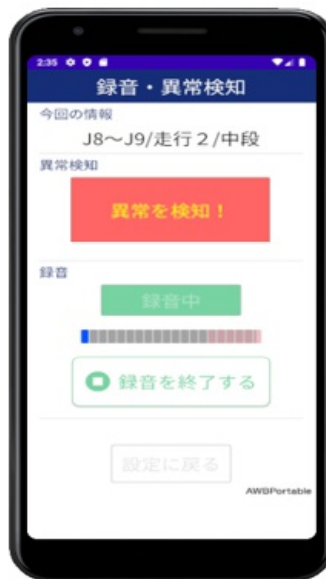 2:35
録音・異常検知
今回の情報
J8～J9/走行２/中段
異常検知
異常を検知！
録音
録音中
録音を終了する
設定に戻る
AWBPortable